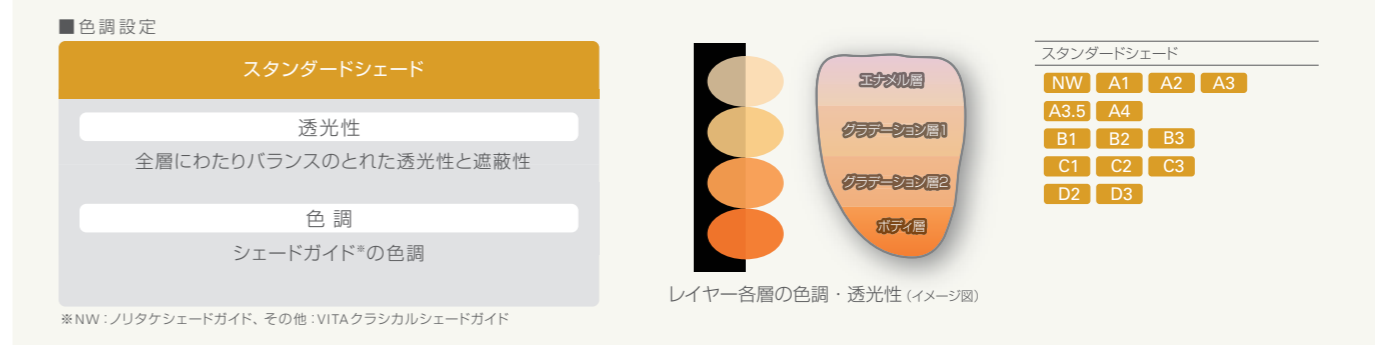 ■色調設定
スタンダードシェード
透光性
全層にわたりバランスのとれた透光性と遮蔽性
色 調
シェードガイド※の色調
※NW：ノリタケシェードガイド、その他：VITAクラシカルシェードガイド
エナメル層
グラデーション層1
グラデーション層2
ボディ層
レイヤー各層の色調・透光性（イメージ図）
スタンダードシェード
NW A1 A2 A3
A3.5 A4
B1 B2 B3
C1 C2 C3
D2 D3